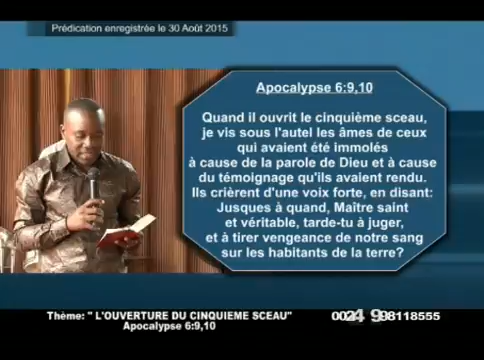 Prédication enregistrée le 30 Août 2015
Apocalypse 6:9,10
Quand il ouvrit le cinquième sceau,
je vis sous l'autel les âmes de ceux
qui avaient été immolés
à cause de la parole de Dieu et à cause
du témoignage qu'ils avaient rendu.
Ils crièrent d'une voix forte, en disant:
Jusques à quand, Maître saint
et véritable, tarde-tu à juger,
et à tirer vengeance de notre sang
sur les habitants de la terre?
Thème: " L'OUVERTURE DU CINQUIEME SCEAU"
Apocalypse 6:9,10